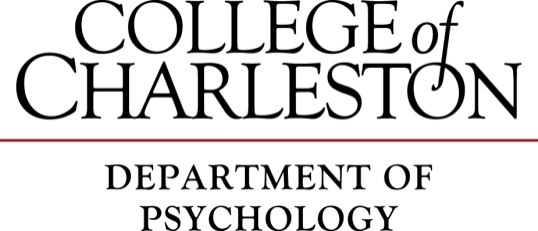 COLLEGE of
CHARLESTON
DEPARTMENT OF
PSYCHOLOGY